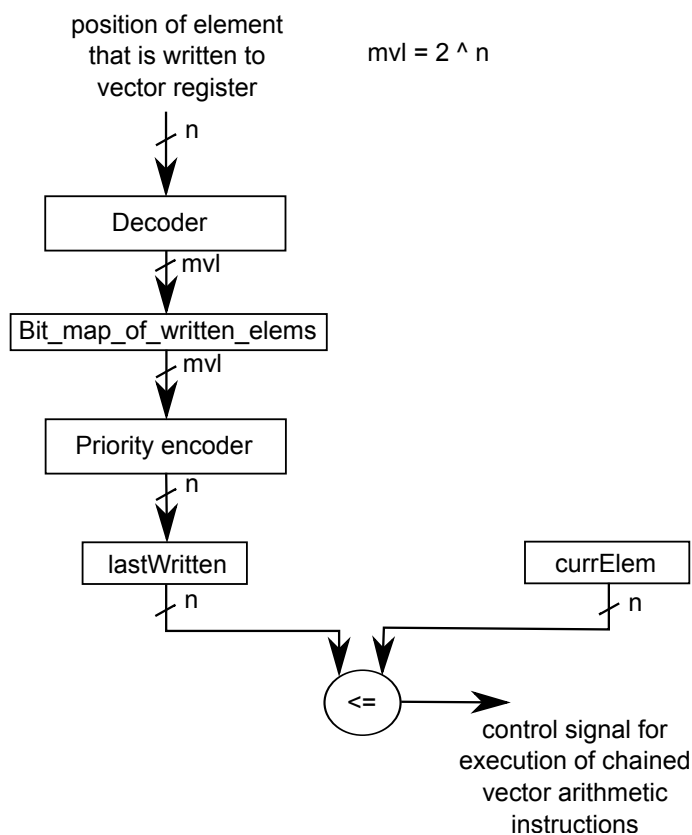 position of element
that is written to
vector register
mvl = 2 ^ n
n
Decoder
mvl
Bit_map_of_written_elems
mvl
Priority encoder
n
lastWritten
currElem
n
n
<=
control signal for
execution of chained
vector arithmetic
instructions